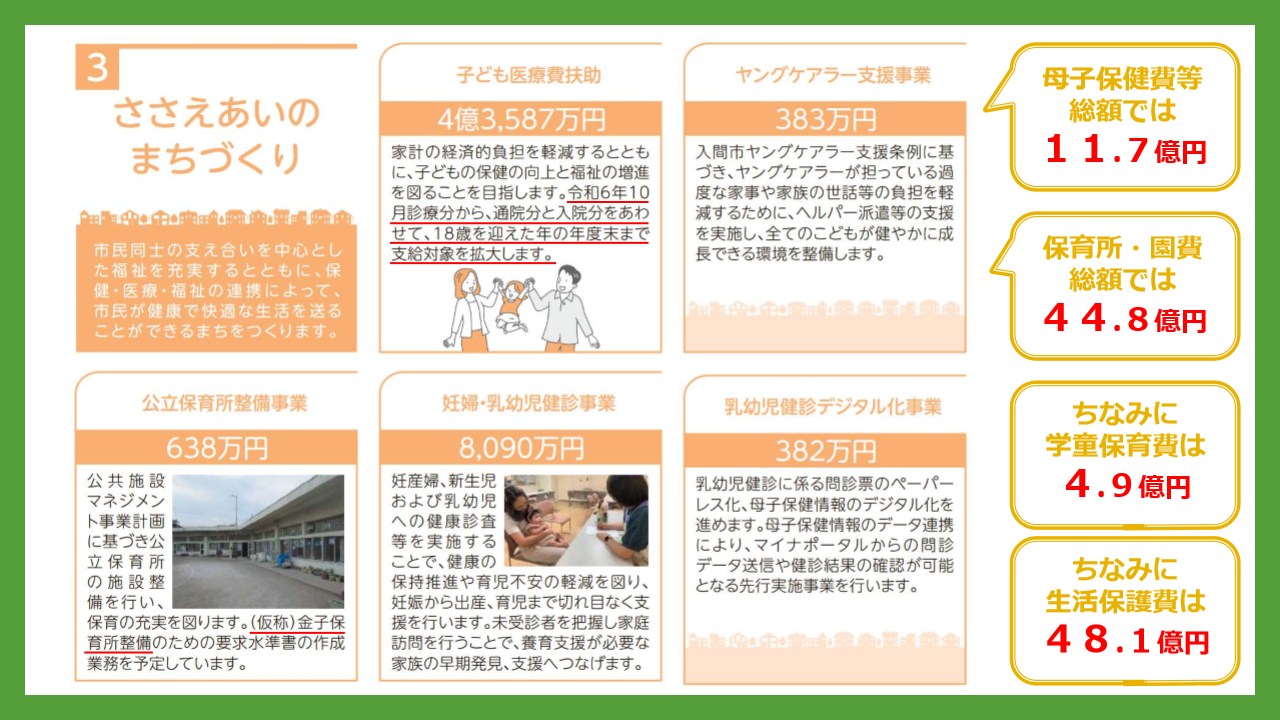 3
ささえあいの
まちづくり
市民同士の支え合いを中心とし
た福祉を充実するとともに、保
健・医療・福祉の連携によって、
市民が健康で快適な生活を送る
ことができるまちをつくります。
子ども医療費扶助
4億3,587万円
家計の経済的負担を軽減するととも
に、子どもの保健の向上と福祉の増進
を図ることを目指します。令和6年10
月診療分から、通院分と入院分をあわ
せて、18歳を迎えた年の年度末まで
支給対象を拡大します。
ヤングケアラー支援事業
383万円
入間市ヤングケアラー支援条例に基
づき、ヤングケアラーが担っている過
度な家事や家族の世話等の負担を軽
減するために、ヘルパー派遣等の支援
を実施し、全てのこどもが健やかに成
長できる環境を整備します。
公立保育所整備事業
638万円
公共施設
マネジメン
ト事業計画
に基づき公
立保育所
の施設整
備を行い、
保育の充実を図ります。(仮称)金子保
育所整備のための要求水準書の作成
業務を予定しています。
妊婦・乳幼児健診事業
8,090万円
妊産婦、新生児
および乳幼児
への健康診査
等を実施する
ことで、健康の
保持推進や育児不安の軽減を図り、
妊娠から出産、育児まで切れ目なく支
援を行います。未受診者を把握し家庭
訪問を行うことで、養育支援が必要な
家族の早期発見、支援へつなげます。
乳幼児健診デジタル化事業
382万円
乳幼児健診に係る問診票のペーパー
レス化、母子保健情報のデジタル化を
進めます。母子保健情報のデータ連携
により、マイナポータルからの問診
データ送信や健診結果の確認が可能
となる先行実施事業を行います。
母子保健費等
総額では
１１.７億円
保育所・園費
総額では
４４.８億円
ちなみに
学童保育費は
４.９億円
ちなみに
生活保護費は
４８.１億円